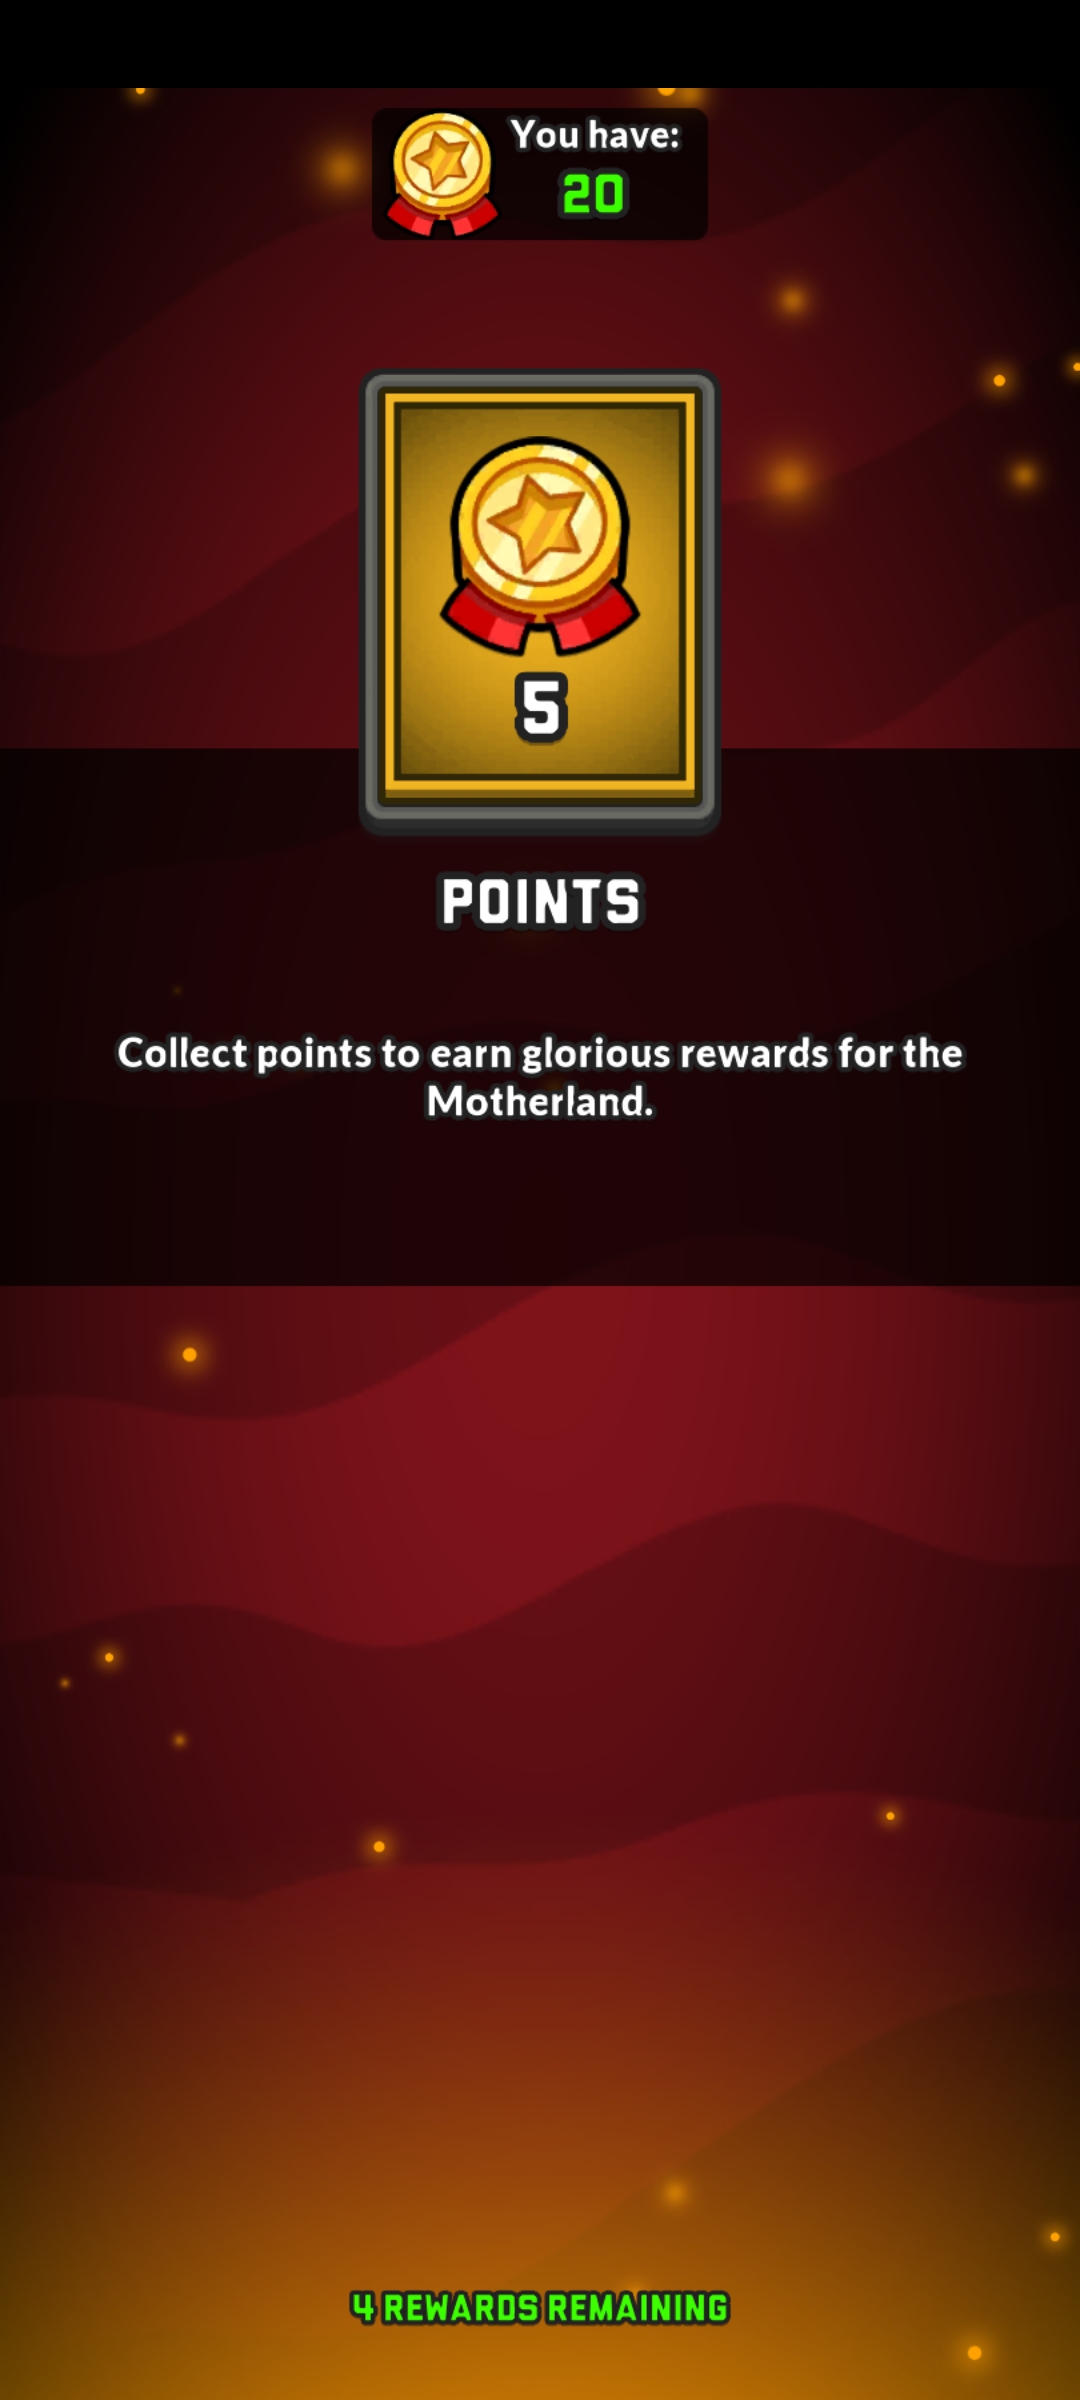 You have:
20
5
POINTS
Collect points to earn glorious rewards for the
Motherland.
4 REWARDS REMAINING